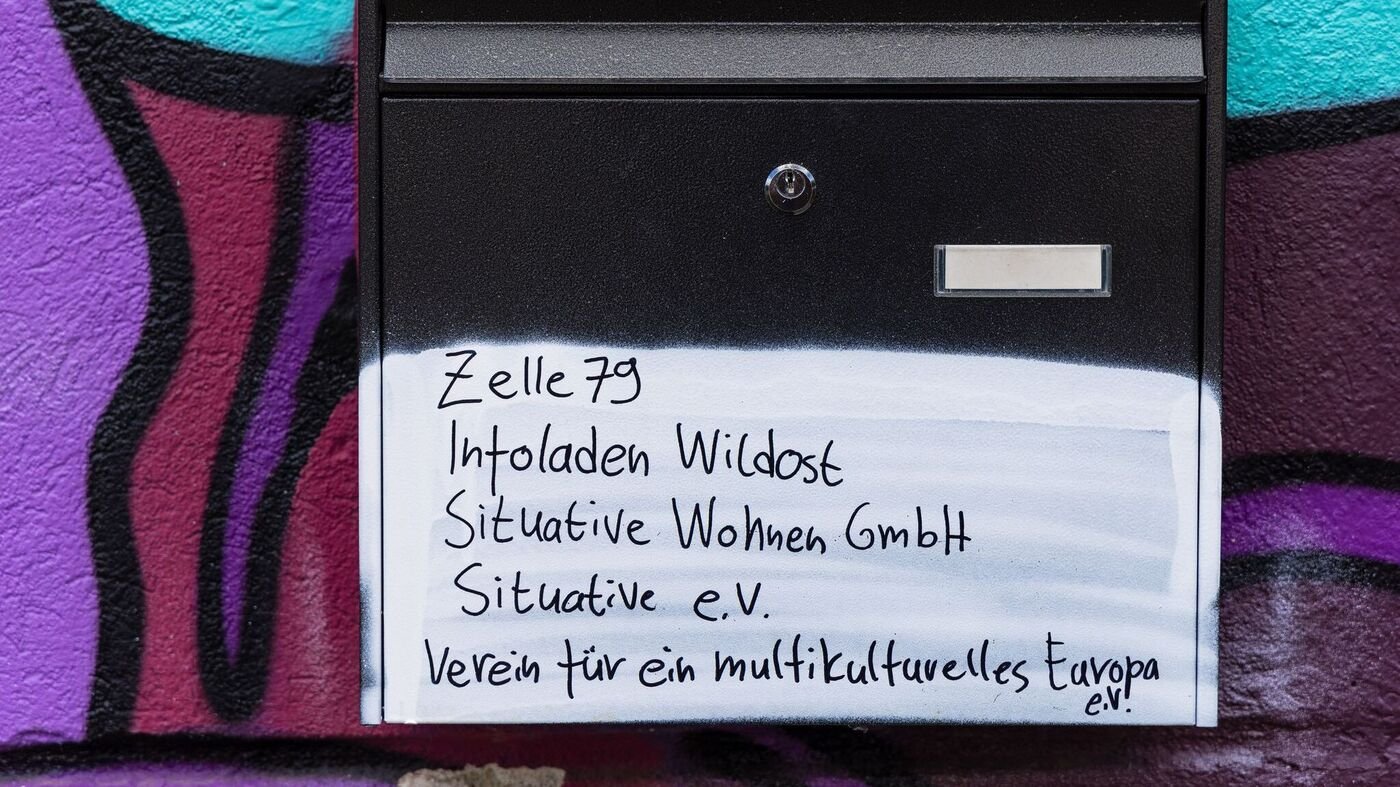 Zelle 79
Infoladen Wildost
Situative Wohnen GmbH
Situative e.V.
Verein für ein multikulturelles Europa
e.V.